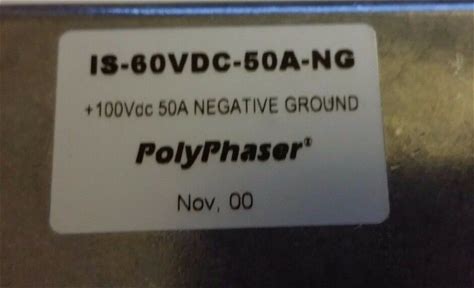 IS-60VDC-50A-NG
+100Vdc 50A NEGATIVE GROUND
PolyPhaser®
Nov, 00